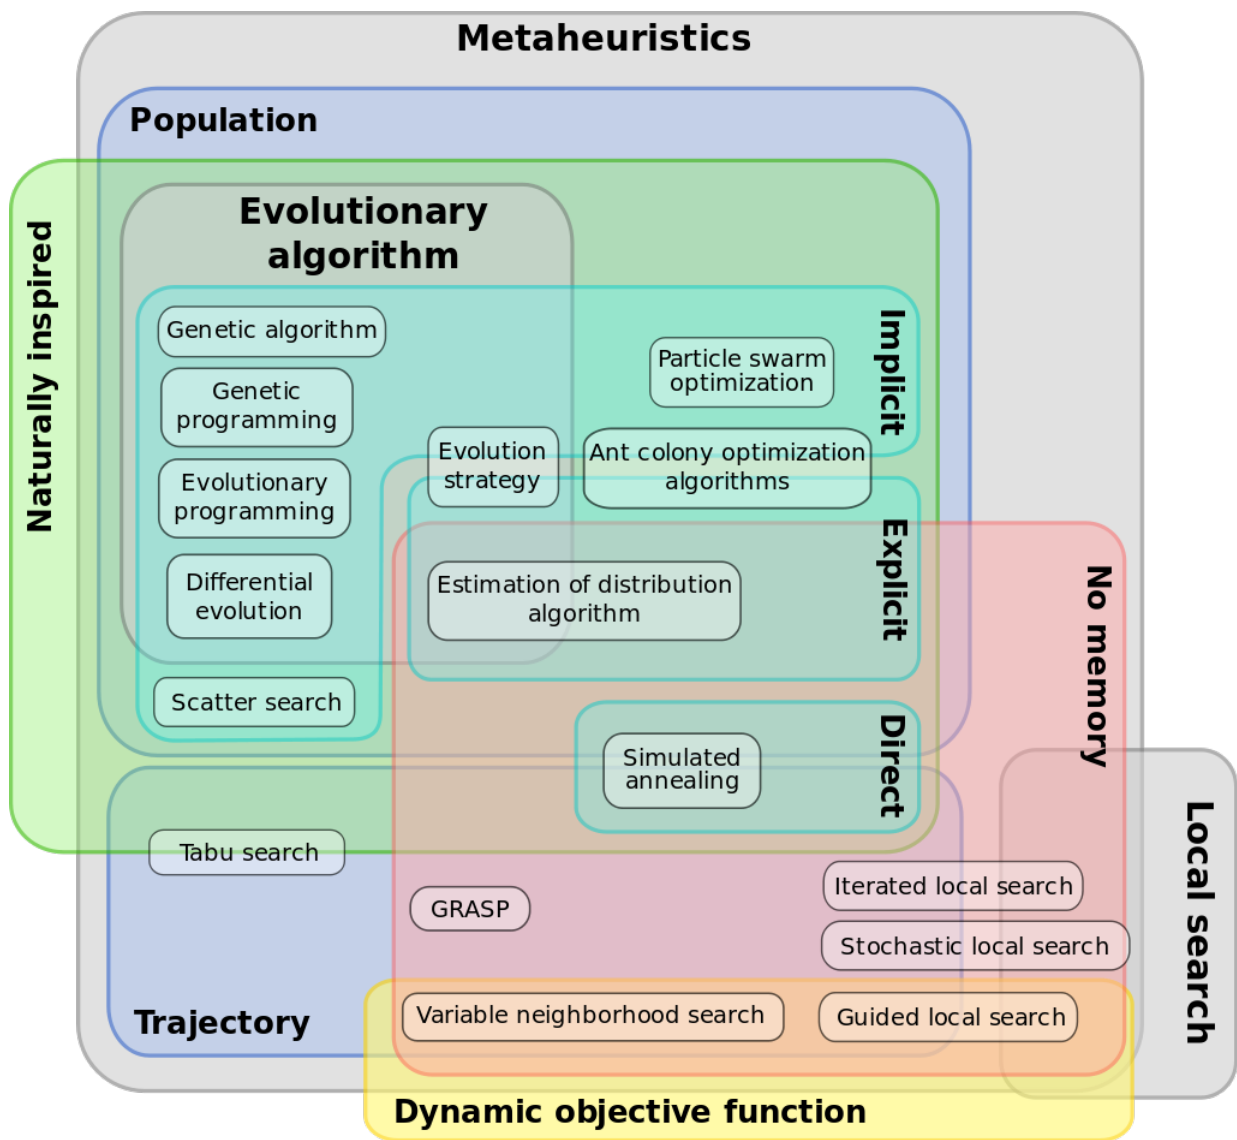 Metaheuristics
Population
Naturally inspired
Evolutionary
algorithm
Implicit
Genetic algorithm
Particle swarm
optimization
Genetic
programming
Evolution
strategy
Ant colony optimization
algorithms
Evolutionary
programming
Explicit
Differential
evolution
Estimation of distribution
algorithm
No memory
Scatter search
Direct
Simulated
annealing
Local search
Tabu search
Iterated local search
GRASP
Stochastic local search
Trajectory
Variable neighborhood search
Guided local search
Dynamic objective function